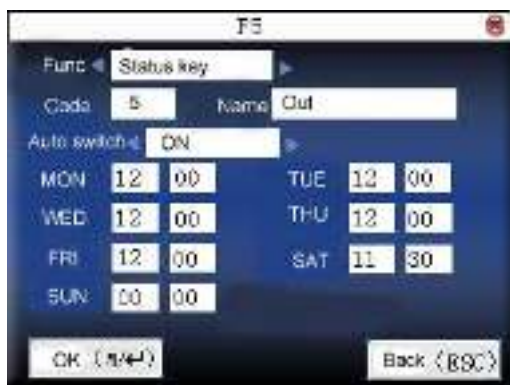 F5
Func Status key
Code 5 Name Out
Auto switch ON
MON 12 00 TUE 12 00
WED 12 00 THU 12 00
FRI 12 00 SAT 11 30
SUN 00 00
OK (M/↵) Back (ESC)